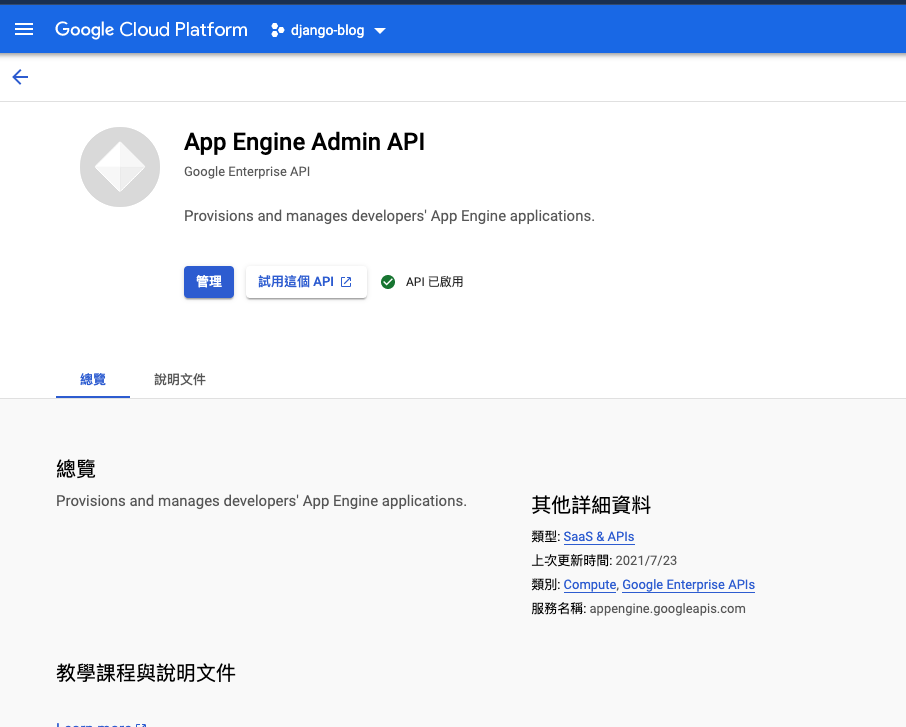 Google Cloud Platform
django-blog
App Engine Admin API
Google Enterprise API
Provisions and manages developers' App Engine applications.
管理
試用這個 API
API 已啟用
總覽
說明文件
總覽
Provisions and manages developers' App Engine applications.
其他詳細資料
類型: SaaS & APIs
上次更新時間: 2021/7/23
類別: Compute, Google Enterprise APIs
服務名稱: appengine.googleapis.com
教學課程與說明文件
Learn more